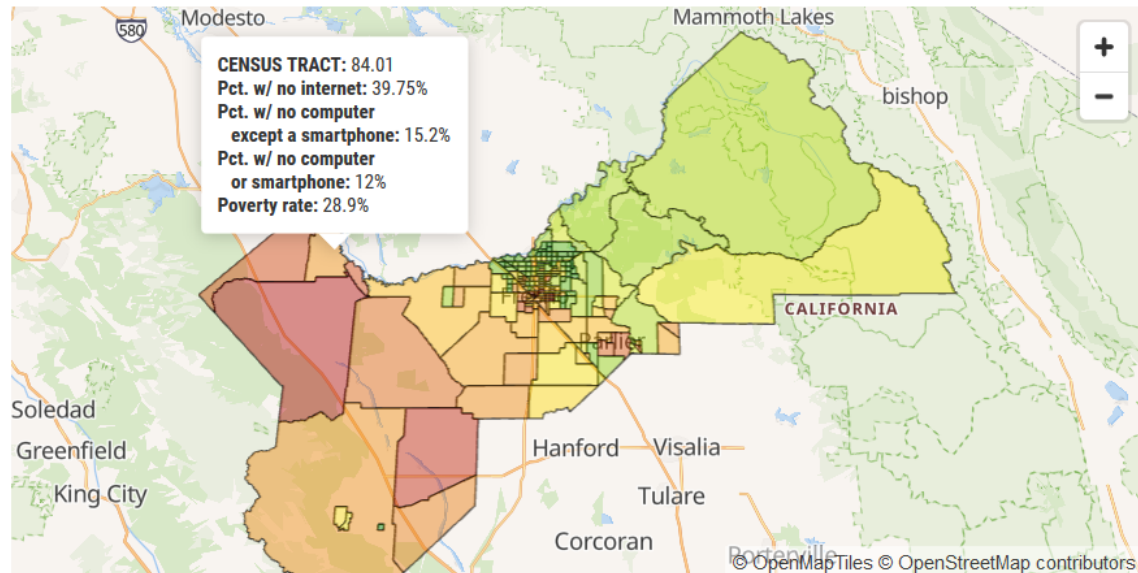 Modesto
Mammoth Lakes
580
CENSUS TRACT: 84.01
Pct. w/ no internet: 39.75%
Pct. w/ no computer
except a smartphone: 15.2%
Pct. w/ no computer
or smartphone: 12%
Poverty rate: 28.9%
+
−
bishop
CALIFORNIA
Parlier
Soledad
Greenfield
King City
Hanford
Visalia
Tulare
Corcoran
Porterville
© OpenMapTiles © OpenStreetMap contributors